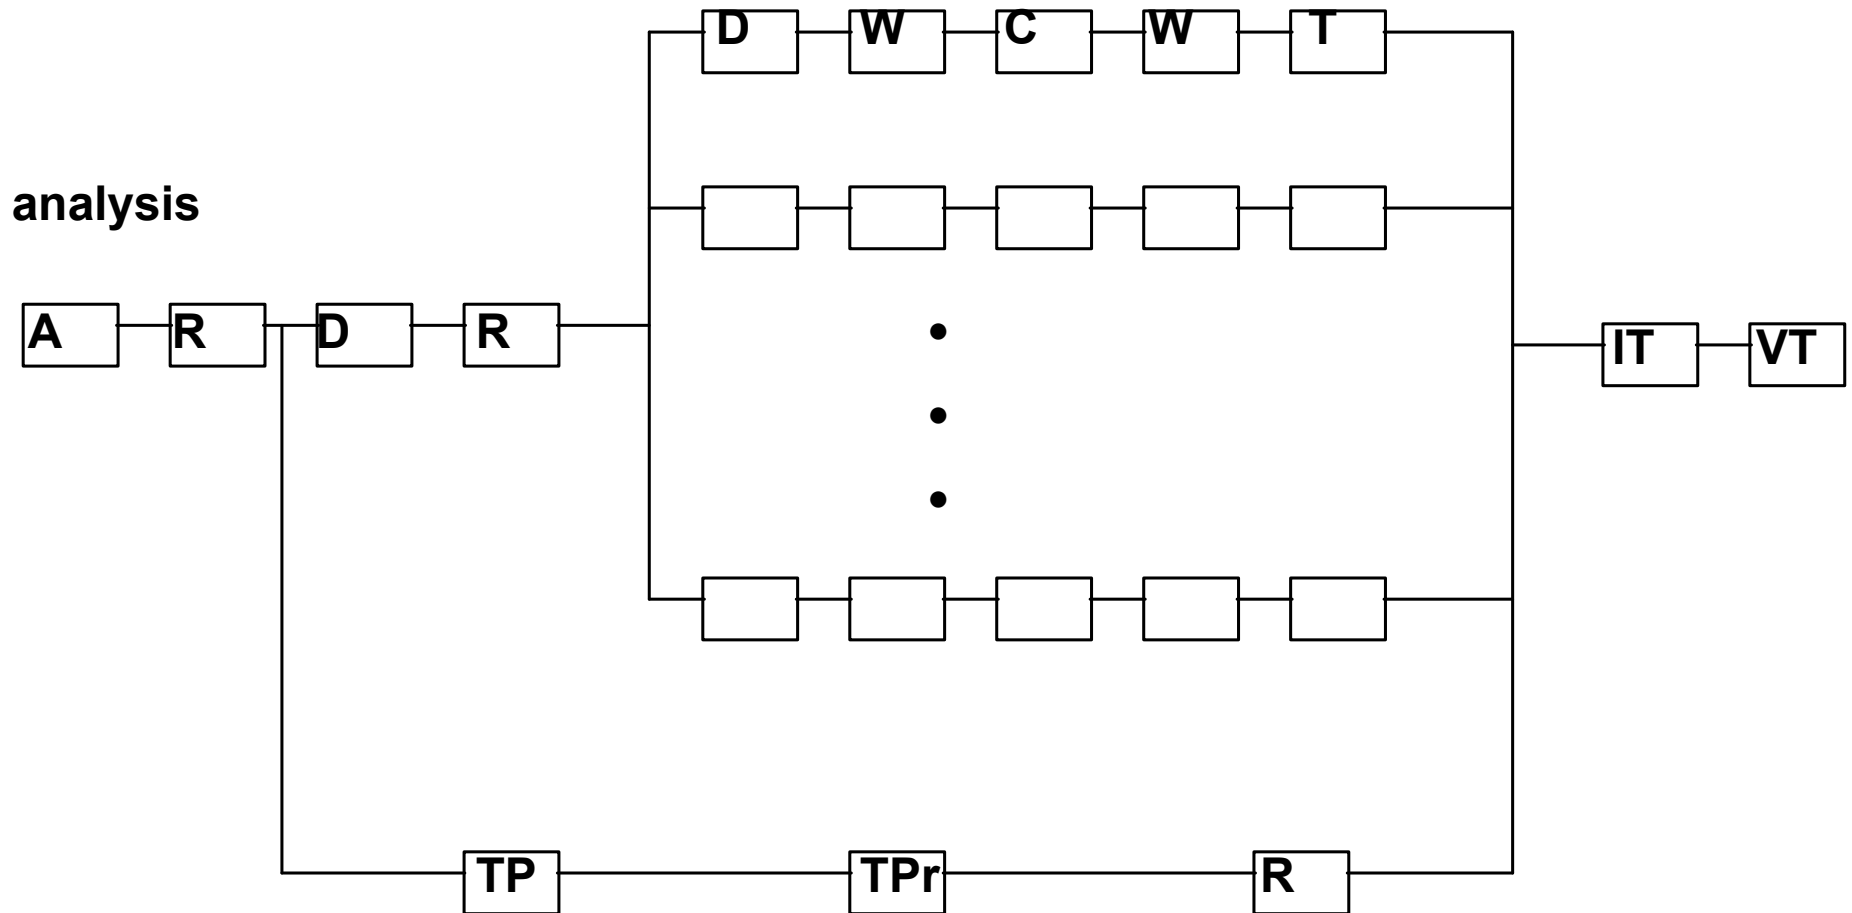 D W C W T
analysis
A R D R
IT VT
TP TPr R